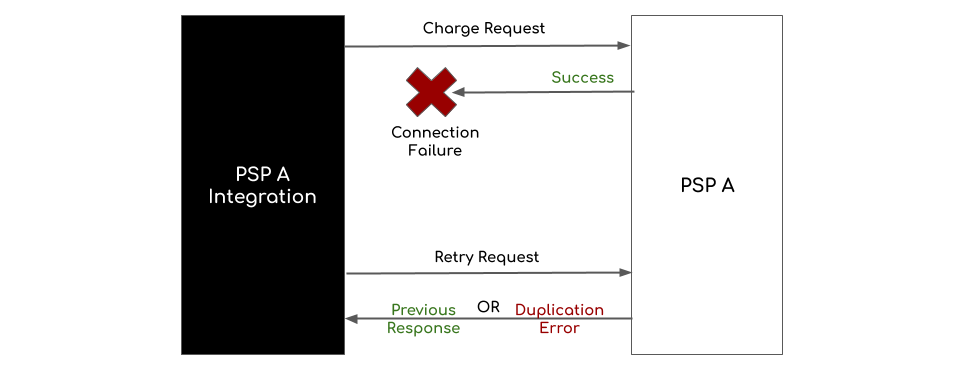 Charge Request
Success
Connection
Failure
PSP A
Integration
PSP A
Retry Request
Previous
Response
OR
Duplication
Error